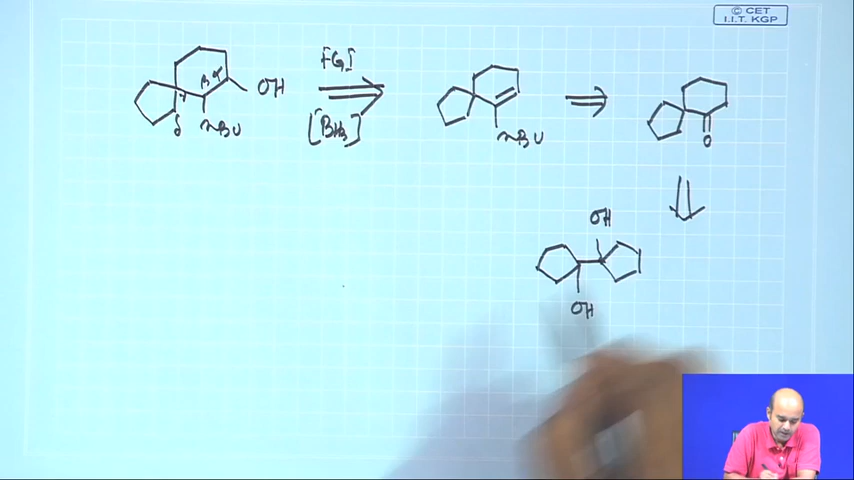 © CET
I.I.T. KGP
FGI
β α
OH
γ
[BH3]
δ
nBU
nBU
O
OH
OH